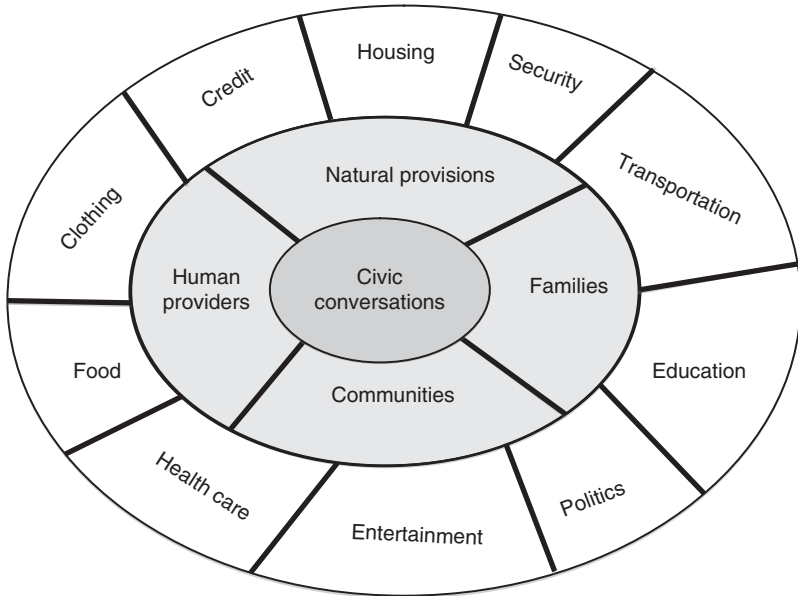 Housing
Credit
Security
Clothing
Natural provisions
Transportation
Human
providers
Civic
conversations
Families
Food
Communities
Education
Health care
Entertainment
Politics